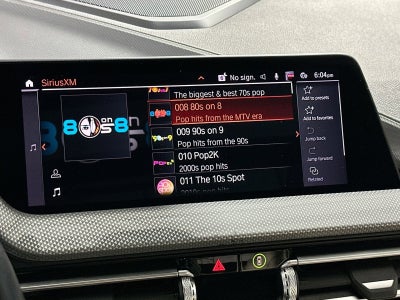 SiriusXM
No sign.
6:04pm
The biggest & best 70s pop
008 80s on 8
Pop hits from the MTV era
009 90s on 9
Pop hits from the 90s
010 Pop2K
2000s pop hits
011 The 10s Spot
80s on 8
Add to presets
Add to favorites
Jump back
Jump forward
Related